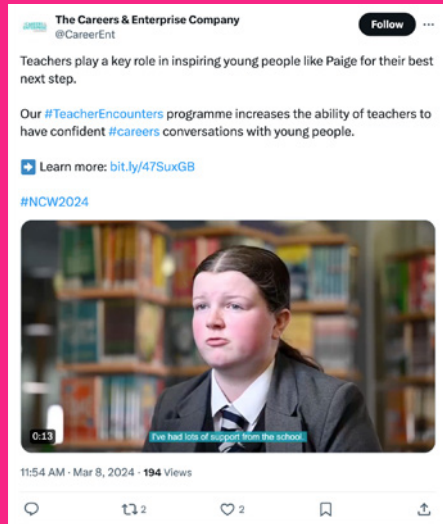 The Careers & Enterprise Company
@CareerEnt
Follow
Teachers play a key role in inspiring young people like Paige for their best
next step.
Our #TeacherEncounters programme increases the ability of teachers to
have confident #careers conversations with young people.
➡️ Learn more: bit.ly/47SuxGB
#NCW2024
0:13
I've had lots of support from the school.
11:54 AM · Mar 8, 2024 · 194 Views
2
2